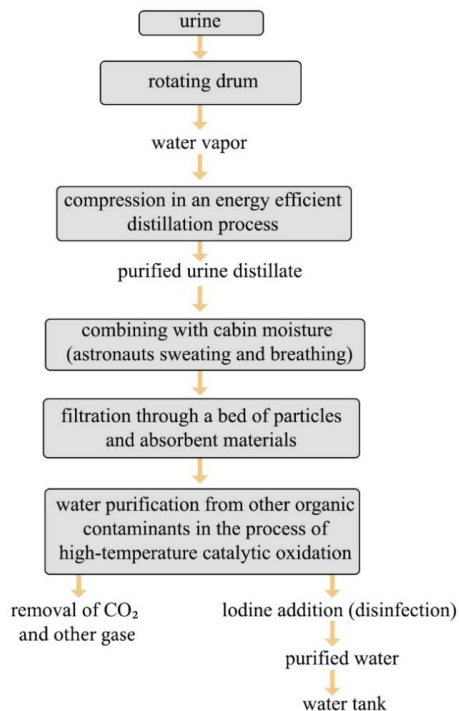 urine
rotating drum
water vapor
compression in an energy efficient
distillation process
purified urine distillate
combining with cabin moisture
(astronauts sweating and breathing)
filtration through a bed of particles
and absorbent materials
water purification from other organic
contaminants in the process of
high-temperature catalytic oxidation
removal of CO₂
and other gase
Iodine addition (disinfection)
purified water
water tank